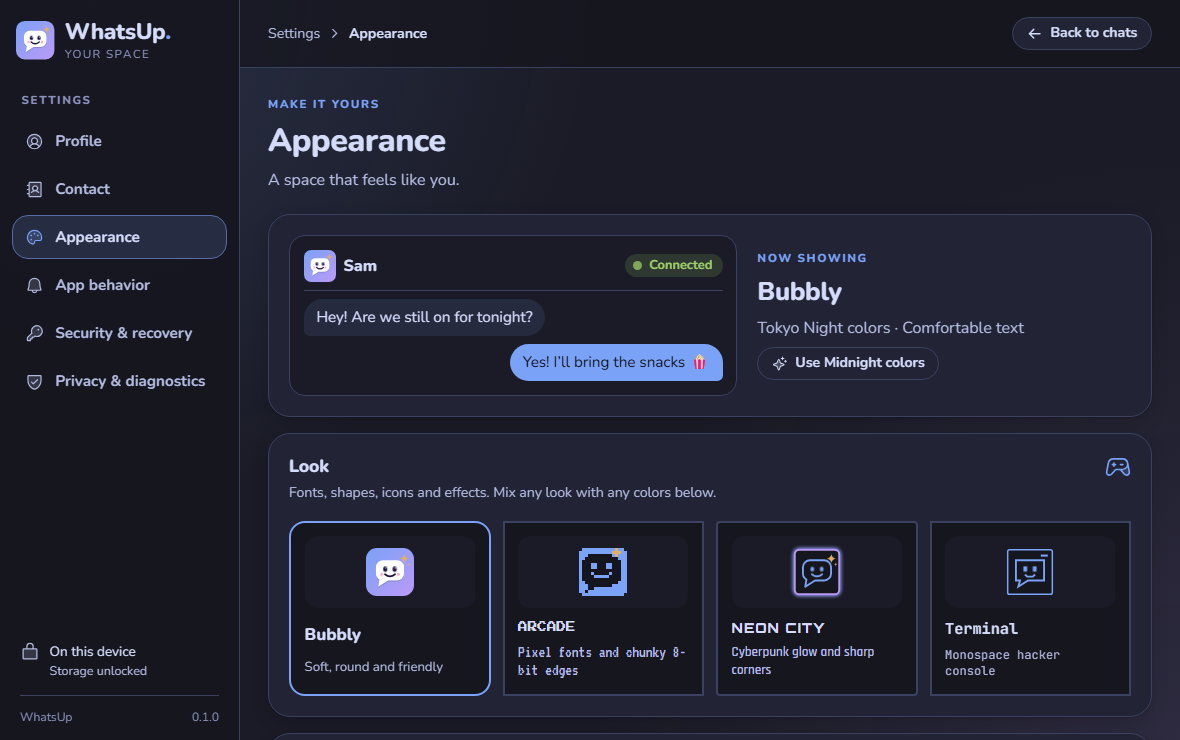 WhatsUp.
YOUR SPACE
SETTINGS
Profile
Contact
Appearance
App behavior
Security & recovery
Privacy & diagnostics
On this device
Storage unlocked
WhatsUp 0.1.0
Settings > Appearance
Back to chats
MAKE IT YOURS
Appearance
A space that feels like you.
Sam
Connected
Hey! Are we still on for tonight?
Yes! I'll bring the snacks 🍿
NOW SHOWING
Bubbly
Tokyo Night colors · Comfortable text
Use Midnight colors
Look
Fonts, shapes, icons and effects. Mix any look with any colors below.
Bubbly
Soft, round and friendly
ARCADE
Pixel fonts and chunky 8-
bit edges
NEON CITY
Cyberpunk glow and sharp
corners
Terminal
Monospace hacker
console